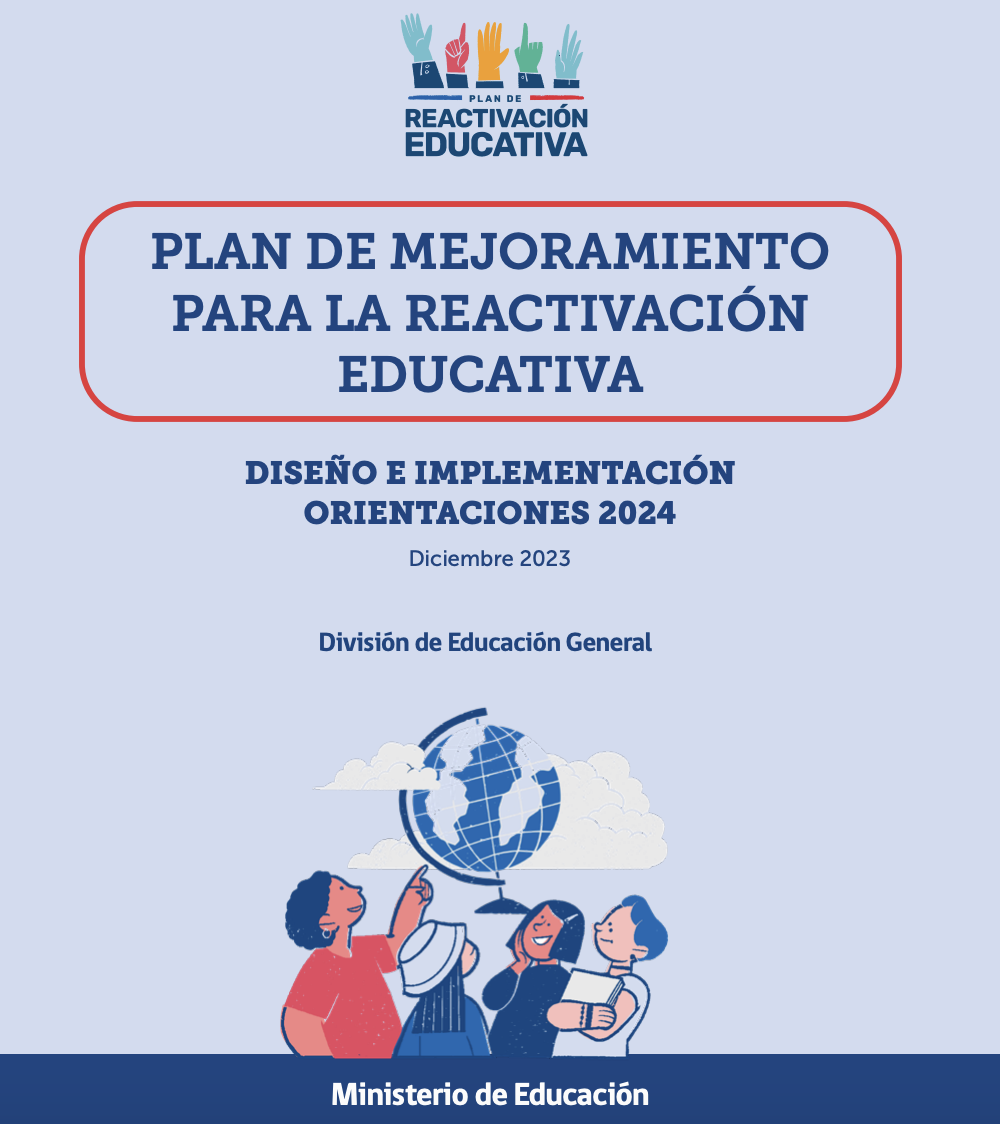 PLAN DE
REACTIVACIÓN
EDUCATIVA
PLAN DE MEJORAMIENTO
PARA LA REACTIVACIÓN
EDUCATIVA
DISEÑO E IMPLEMENTACIÓN
ORIENTACIONES 2024
Diciembre 2023
División de Educación General
Ministerio de Educación